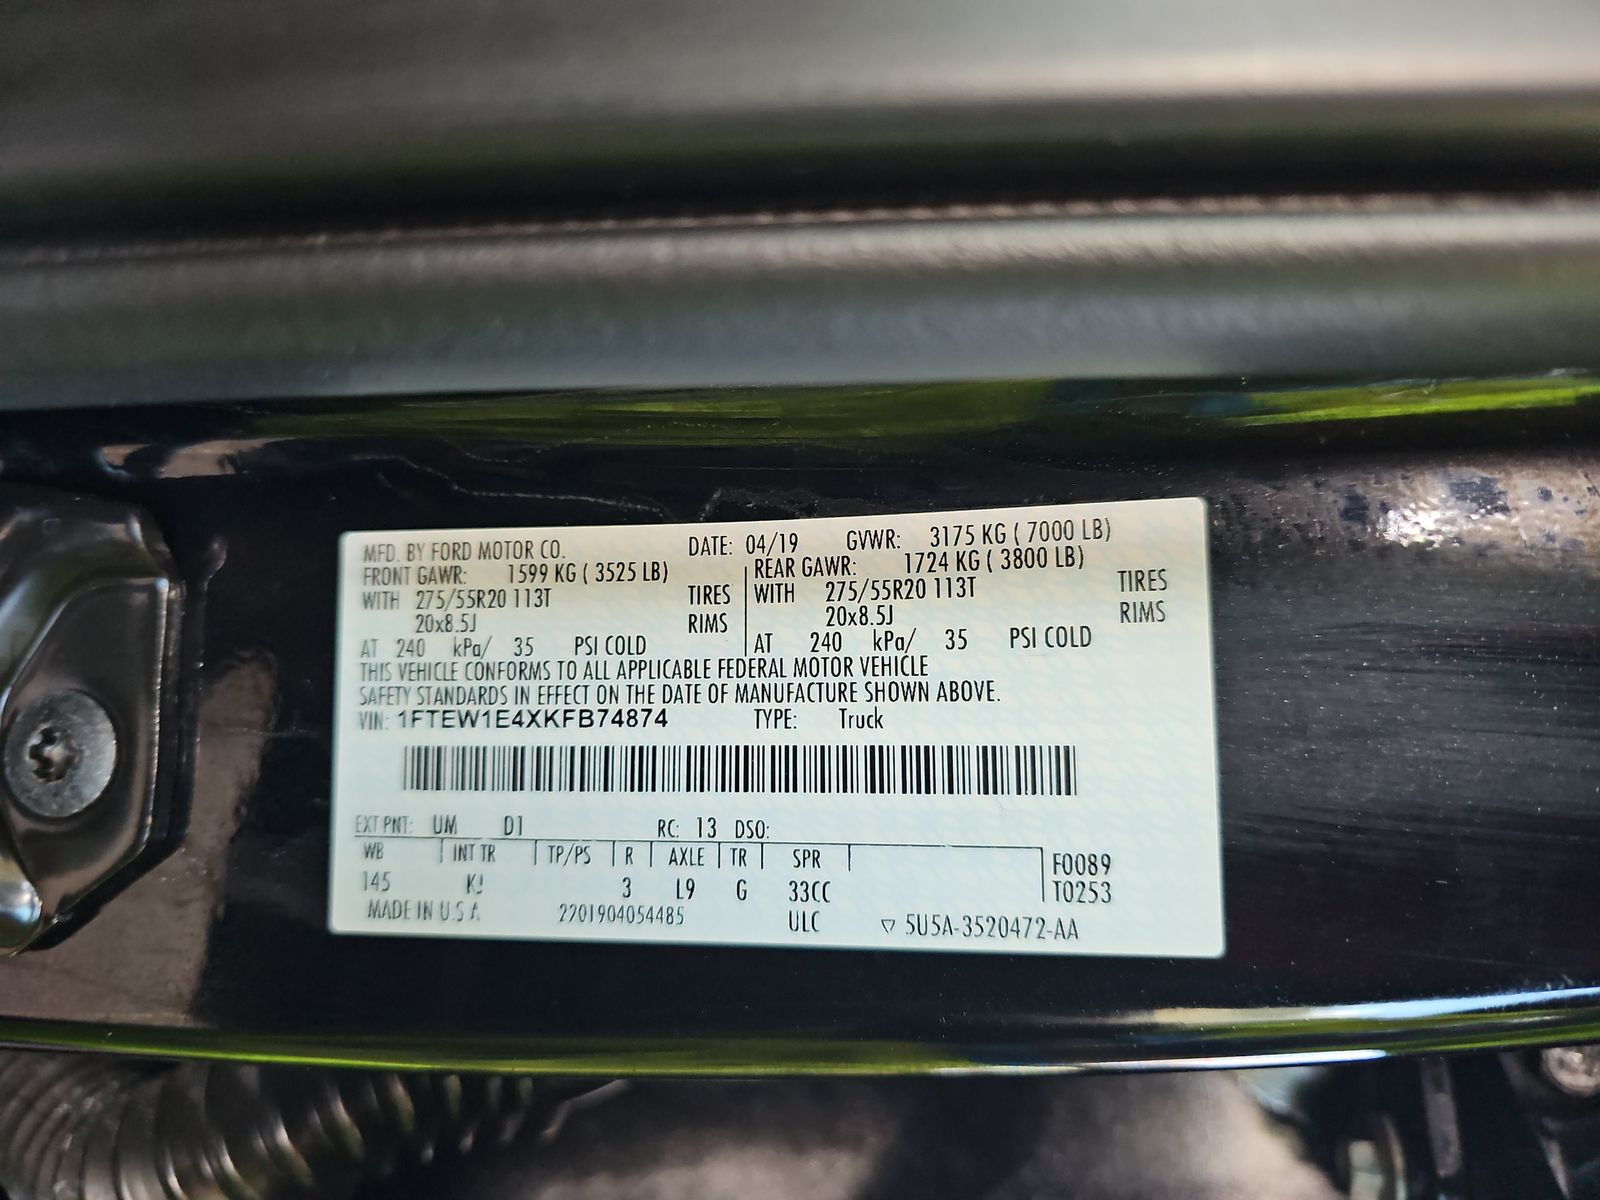 MFD. BY FORD MOTOR CO. DATE: 04/19 GVWR: 3175 KG ( 7000 LB)
FRONT GAWR: 1599 KG ( 3525 LB) REAR GAWR: 1724 KG ( 3800 LB)
WITH 275/55R20 113T TIRES WITH 275/55R20 113T TIRES
20x8.5J RIMS 20x8.5J RIMS
AT 240 kPa/ 35 PSI COLD AT 240 kPa/ 35 PSI COLD
THIS VEHICLE CONFORMS TO ALL APPLICABLE FEDERAL MOTOR VEHICLE
SAFETY STANDARDS IN EFFECT ON THE DATE OF MANUFACTURE SHOWN ABOVE.
VIN: 1FTEW1E4XKFB74874 TYPE: Truck
EXT PNT: UM D1 RC: 13 DSO:
WB INT TR TP/PS R AXLE TR SPR F0089
145 KJ 3 L9 G 33CC T0253
MADE IN U.S.A 2201904054485 ULC 5U5A-3520472-AA